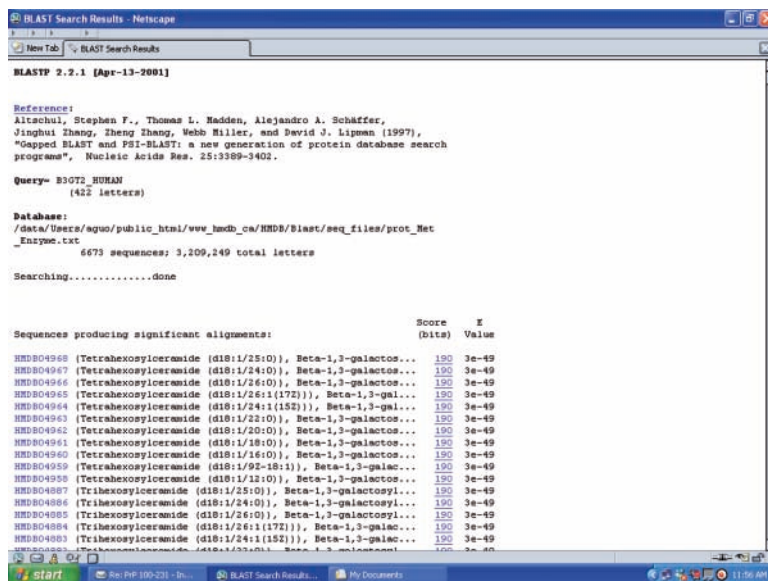 BLAST Search Results - Netscape
New Tab BLAST Search Results
BLASTP 2.2.1 [Apr-13-2001]
Reference:
Altschul, Stephen F., Thomas L. Madden, Alejandro A. Schäffer,
Jinghui Zhang, Zheng Zhang, Webb Miller, and David J. Lipman (1997),
"Gapped BLAST and PSI-BLAST: a new generation of protein database search
programs", Nucleic Acids Res. 25:3389-3402.
Query= B3GT2_HUMAN
(422 letters)
Database:
/data/Users/aguo/public_html/www_hmdb_ca/HMDB/Blast/seq_files/prot_Met
_Enzyme.txt
6673 sequences; 3,209,249 total letters
Searching..............done
Score E
Sequences producing significant alignments: (bits) Value
HMDB04968 (Tetrahexosylceramide (d18:1/25:0)), Beta-1,3-galactos... 190 3e-49
HMDB04967 (Tetrahexosylceramide (d18:1/24:0)), Beta-1,3-galactos... 190 3e-49
HMDB04966 (Tetrahexosylceramide (d18:1/26:0)), Beta-1,3-galactos... 190 3e-49
HMDB04965 (Tetrahexosylceramide (d18:1/26:1(17Z))), Beta-1,3-gal... 190 3e-49
HMDB04964 (Tetrahexosylceramide (d18:1/24:1(15Z))), Beta-1,3-gal... 190 3e-49
HMDB04963 (Tetrahexosylceramide (d18:1/22:0)), Beta-1,3-galactos... 190 3e-49
HMDB04962 (Tetrahexosylceramide (d18:1/20:0)), Beta-1,3-galactos... 190 3e-49
HMDB04961 (Tetrahexosylceramide (d18:1/18:0)), Beta-1,3-galactos... 190 3e-49
HMDB04960 (Tetrahexosylceramide (d18:1/16:0)), Beta-1,3-galactos... 190 3e-49
HMDB04959 (Tetrahexosylceramide (d18:1/9Z-18:1)), Beta-1,3-galac... 190 3e-49
HMDB04958 (Tetrahexosylceramide (d18:1/12:0)), Beta-1,3-galactos... 190 3e-49
HMDB04887 (Trihexosylceramide (d18:1/25:0)), Beta-1,3-galactosyl... 190 3e-49
HMDB04886 (Trihexosylceramide (d18:1/24:0)), Beta-1,3-galactosyl... 190 3e-49
HMDB04885 (Trihexosylceramide (d18:1/26:0)), Beta-1,3-galactosyl... 190 3e-49
HMDB04884 (Trihexosylceramide (d18:1/26:1(17Z))), Beta-1,3-galac... 190 3e-49
HMDB04883 (Trihexosylceramide (d18:1/24:1(15Z))), Beta-1,3-galac... 190 3e-49
start Re: PrP 100-231 - In... BLAST Search Results... My Documents 11:56 AM